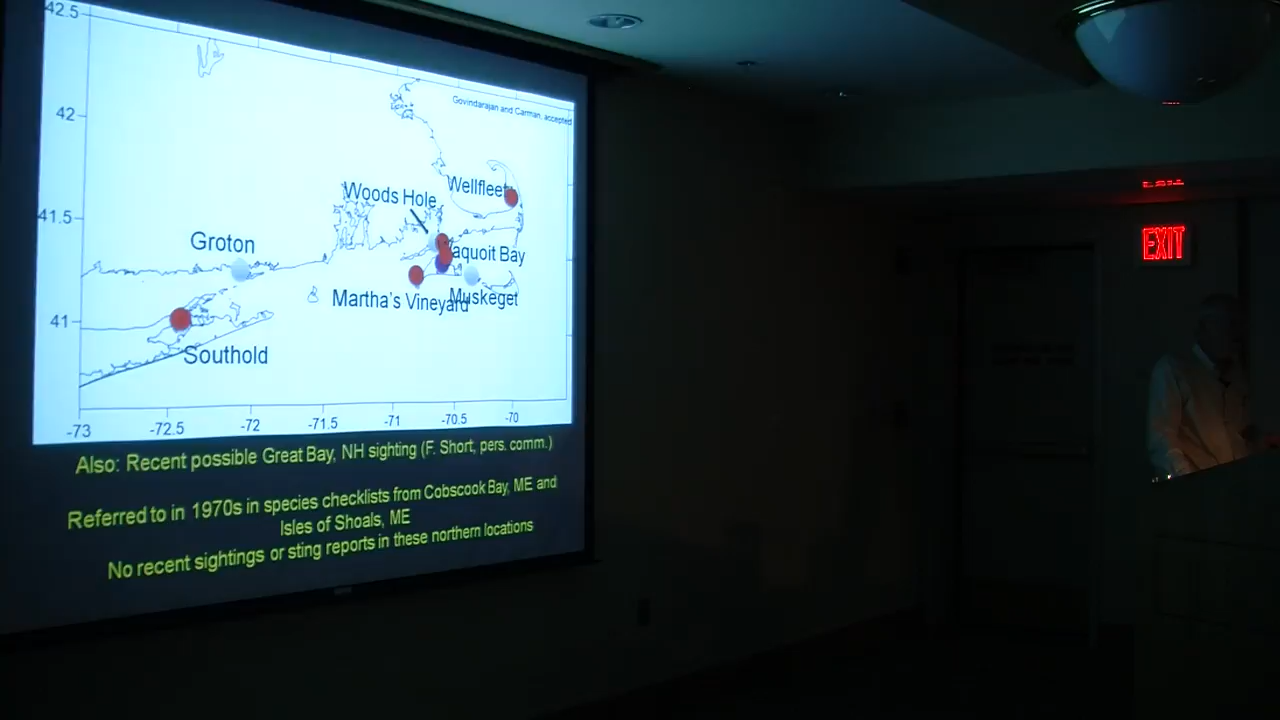 42.5
Govindarajan and Carman, accepted
42
Woods Hole
Wellfleet
41.5
Groton
aquoit Bay
Martha's Vineyard
Muskeget
41
Southold
-73
-72.5
-72
-71.5
-71
-70.5
-70
Also: Recent possible Great Bay, NH sighting (F. Short, pers. comm.)
Referred to in 1970s in species checklists from Cobscook Bay, ME and
Isles of Shoals, ME
No recent sightings or sting reports in these northern locations
EXIT